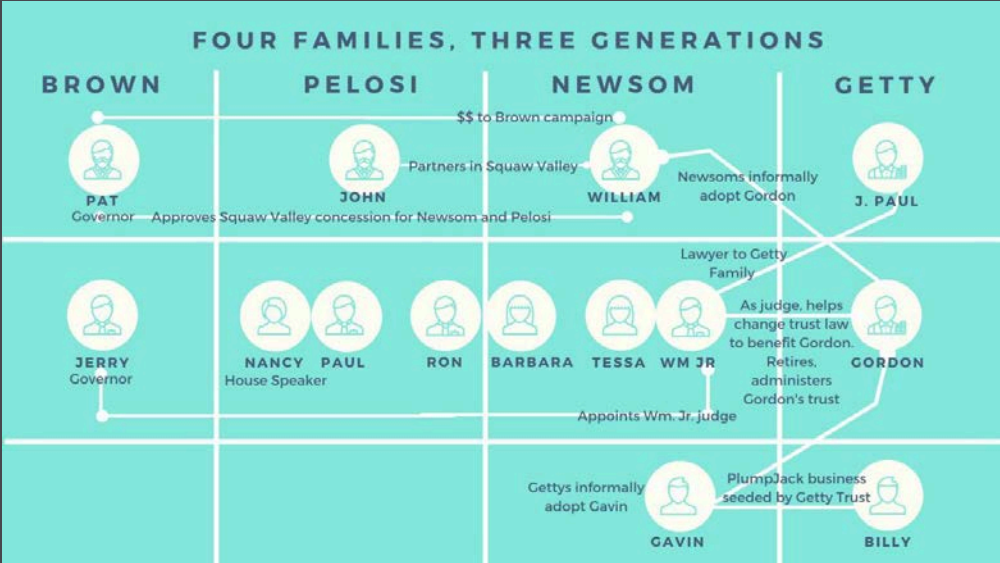 FOUR FAMILIES, THREE GENERATIONS
BROWN
PELOSI
NEWSOM
GETTY
$$ to Brown campaign
Partners in Squaw Valley
Newsoms informally
adopt Gordon
PAT
Governor
JOHN
WILLIAM
J. PAUL
Approves Squaw Valley concession for Newsom and Pelosi
Lawyer to Getty
Family
As judge, helps
change trust law
to benefit Gordon.
Retires,
administers
Gordon's trust
JERRY
Governor
NANCY
House Speaker
PAUL
RON
BARBARA
TESSA
WM JR
GORDON
Appoints Wm. Jr. judge
Gettys informally
adopt Gavin
PlumpJack business
seeded by Getty Trust
GAVIN
BILLY